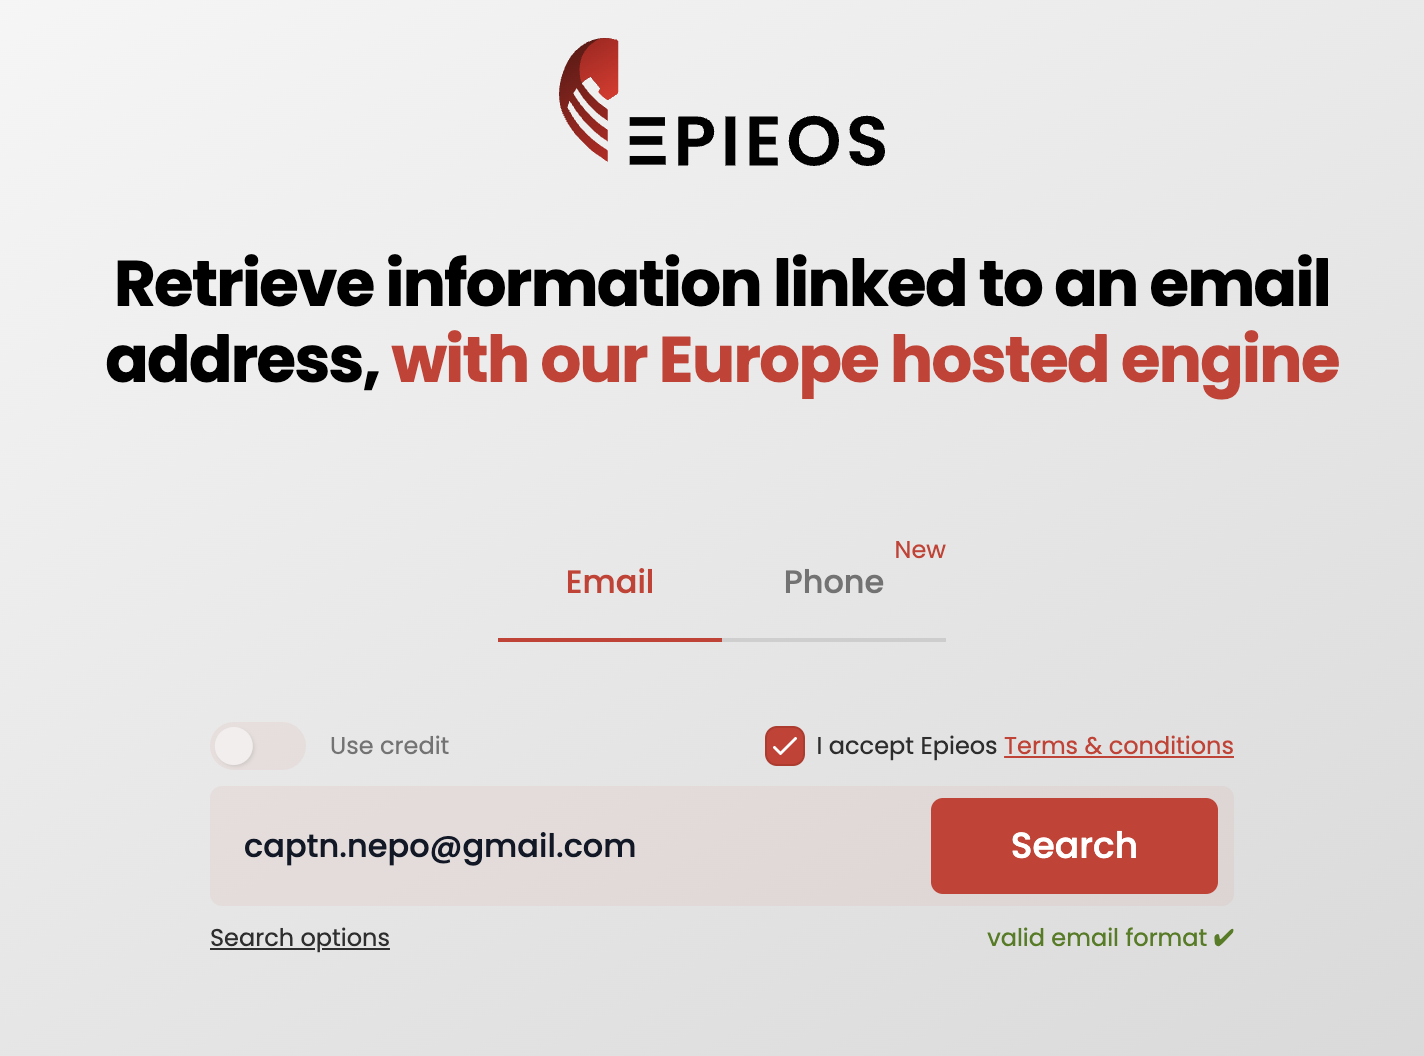 EPIEOS
Retrieve information linked to an email
address, with our Europe hosted engine
New
Email Phone
Use credit I accept Epieos Terms & conditions
captn.nepo@gmail.com Search
Search options valid email format ✔